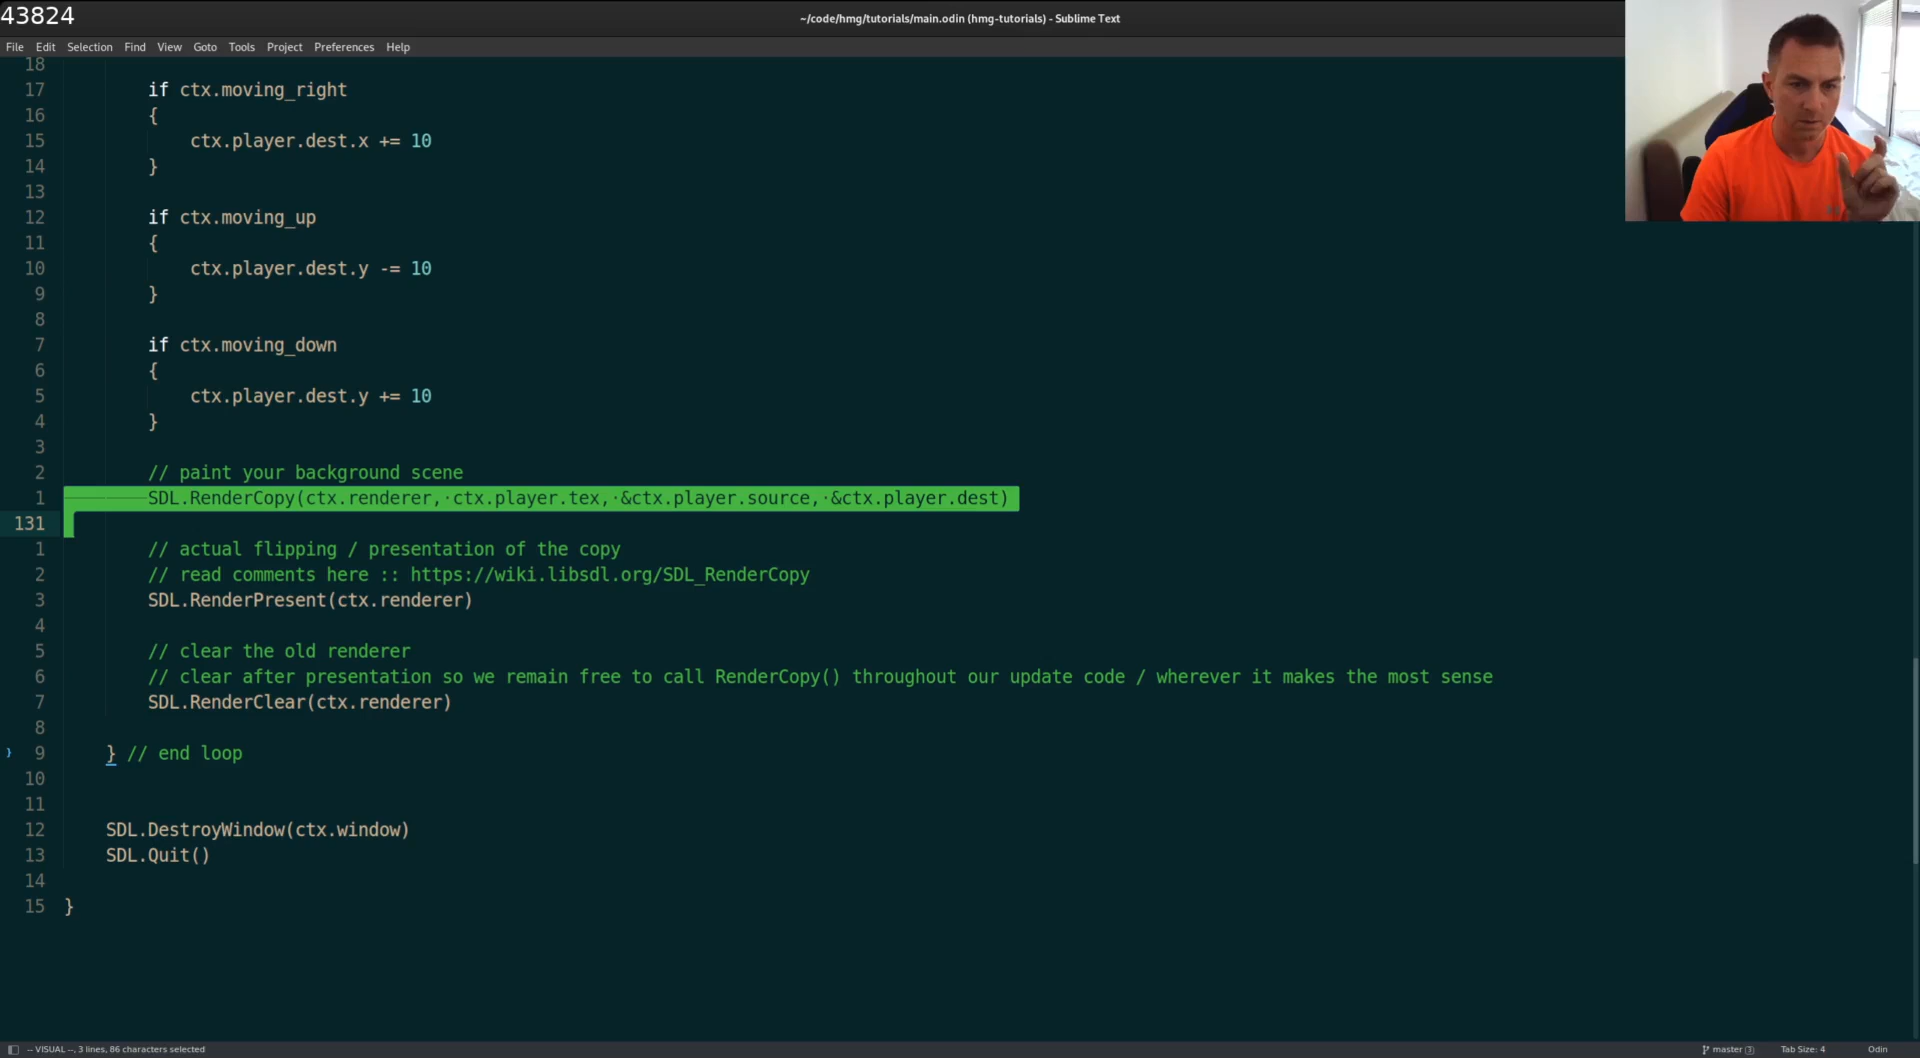 43824
~/code/hmg/tutorials/main.odin (hmg-tutorials) - Sublime Text
File Edit Selection Find View Goto Tools Project Preferences Help
18
17 if ctx.moving_right
16 {
15 ctx.player.dest.x += 10
14 }
13
12 if ctx.moving_up
11 {
10 ctx.player.dest.y -= 10
9 }
8
7 if ctx.moving_down
6 {
5 ctx.player.dest.y += 10
4 }
3
2 // paint your background scene
1 SDL.RenderCopy(ctx.renderer, ctx.player.tex, &ctx.player.source, &ctx.player.dest)
131
1 // actual flipping / presentation of the copy
2 // read comments here :: https://wiki.libsdl.org/SDL_RenderCopy
3 SDL.RenderPresent(ctx.renderer)
4
5 // clear the old renderer
6 // clear after presentation so we remain free to call RenderCopy() throughout our update code / wherever it makes the most sense
7 SDL.RenderClear(ctx.renderer)
8
} 9 } // end loop
10
11
12 SDL.DestroyWindow(ctx.window)
13 SDL.Quit()
14
15 }
-- VISUAL --, 3 lines, 86 characters selected master 3 Tab Size: 4 Odin